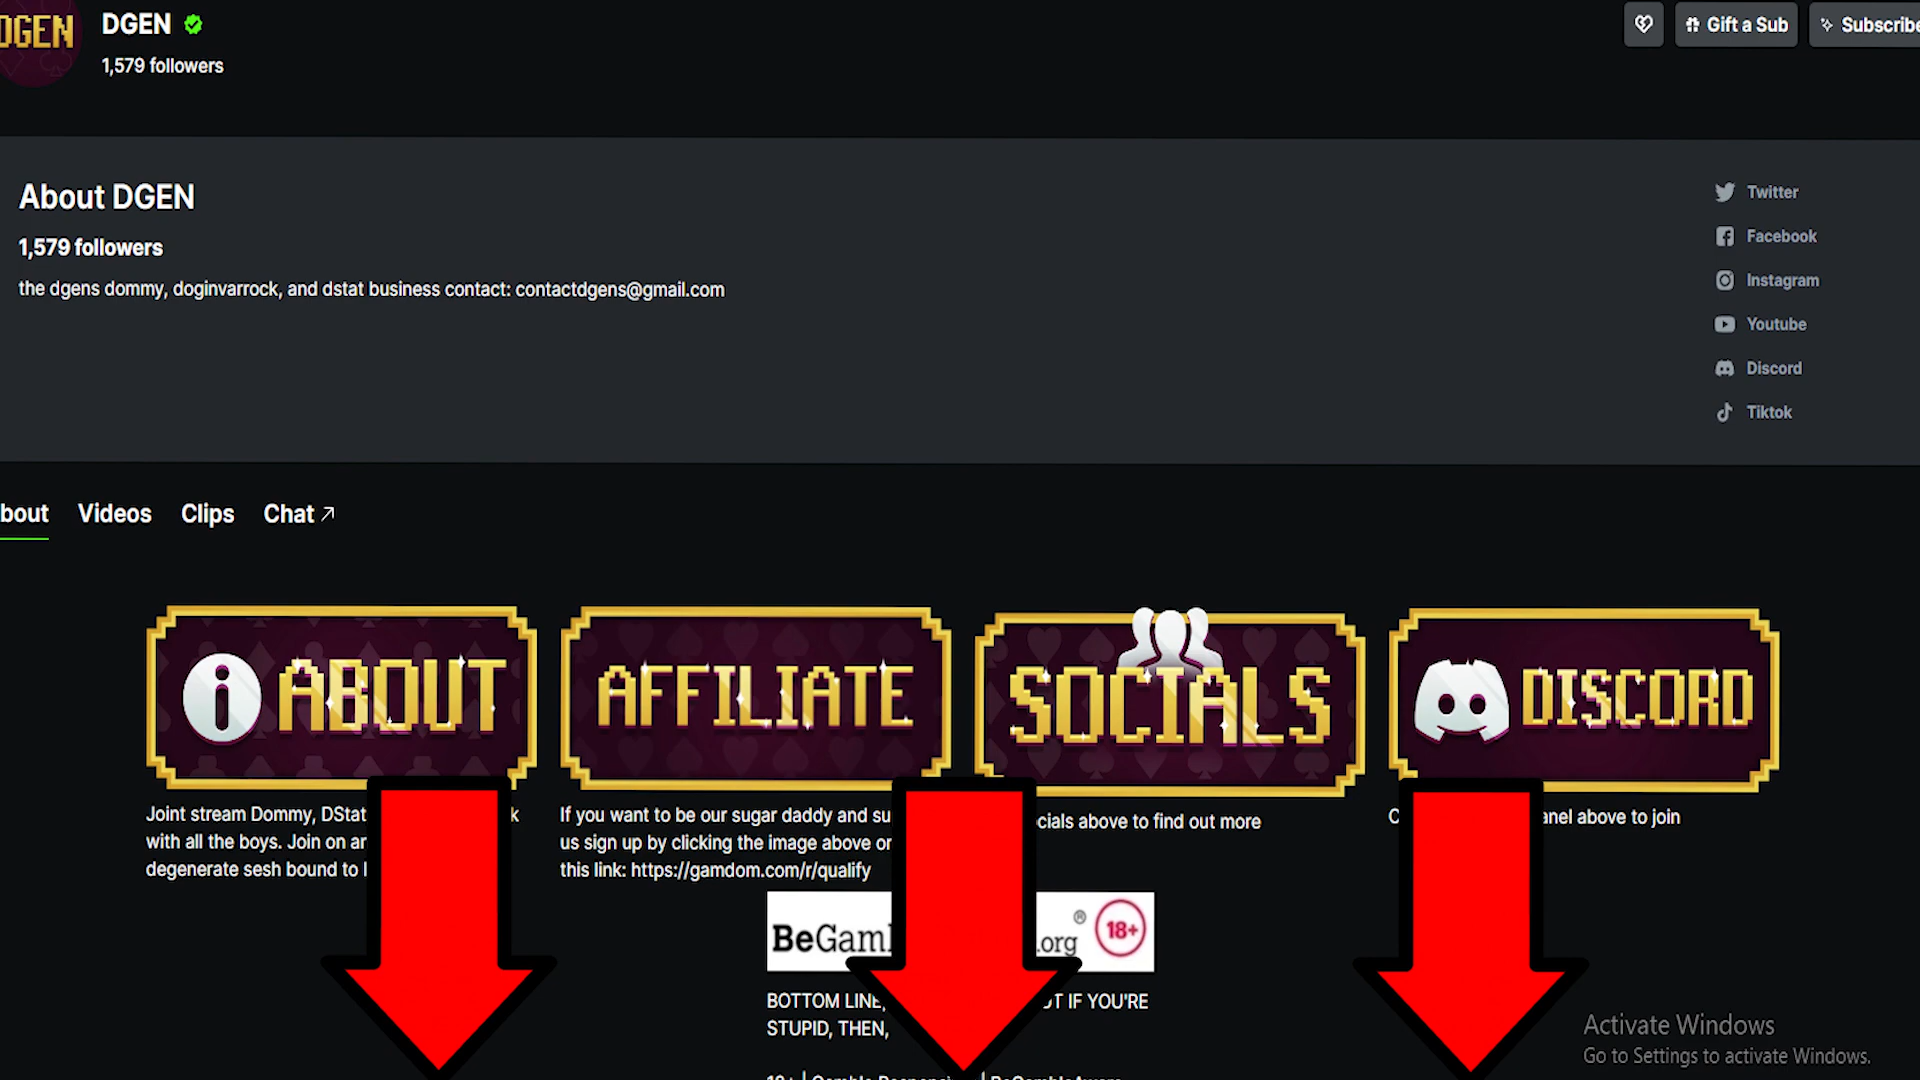 DGEN
DGEN
1,579 followers
Gift a Sub
Subscribe
About DGEN
1,579 followers
the dgens dommy, doginvarrock, and dstat business contact: contactdgens@gmail.com
Twitter
Facebook
Instagram
Youtube
Discord
Tiktok
bout
Videos
Clips
Chat
ABOUT
AFFILIATE
SOCIALS
DISCORD
Joint stream Dommy, DStat
with all the boys. Join on
degenerate sesh bound to
If you want to be our sugar daddy and
us sign up by clicking the image above
this link: https://gamdom.com/r/qualify
above to find out more
above to join
BeGam
.org
®
18+
BOTTOM LINE,
IF YOU'RE
STUPID, THEN,
Activate Windows
Go to Settings to activate Windows.